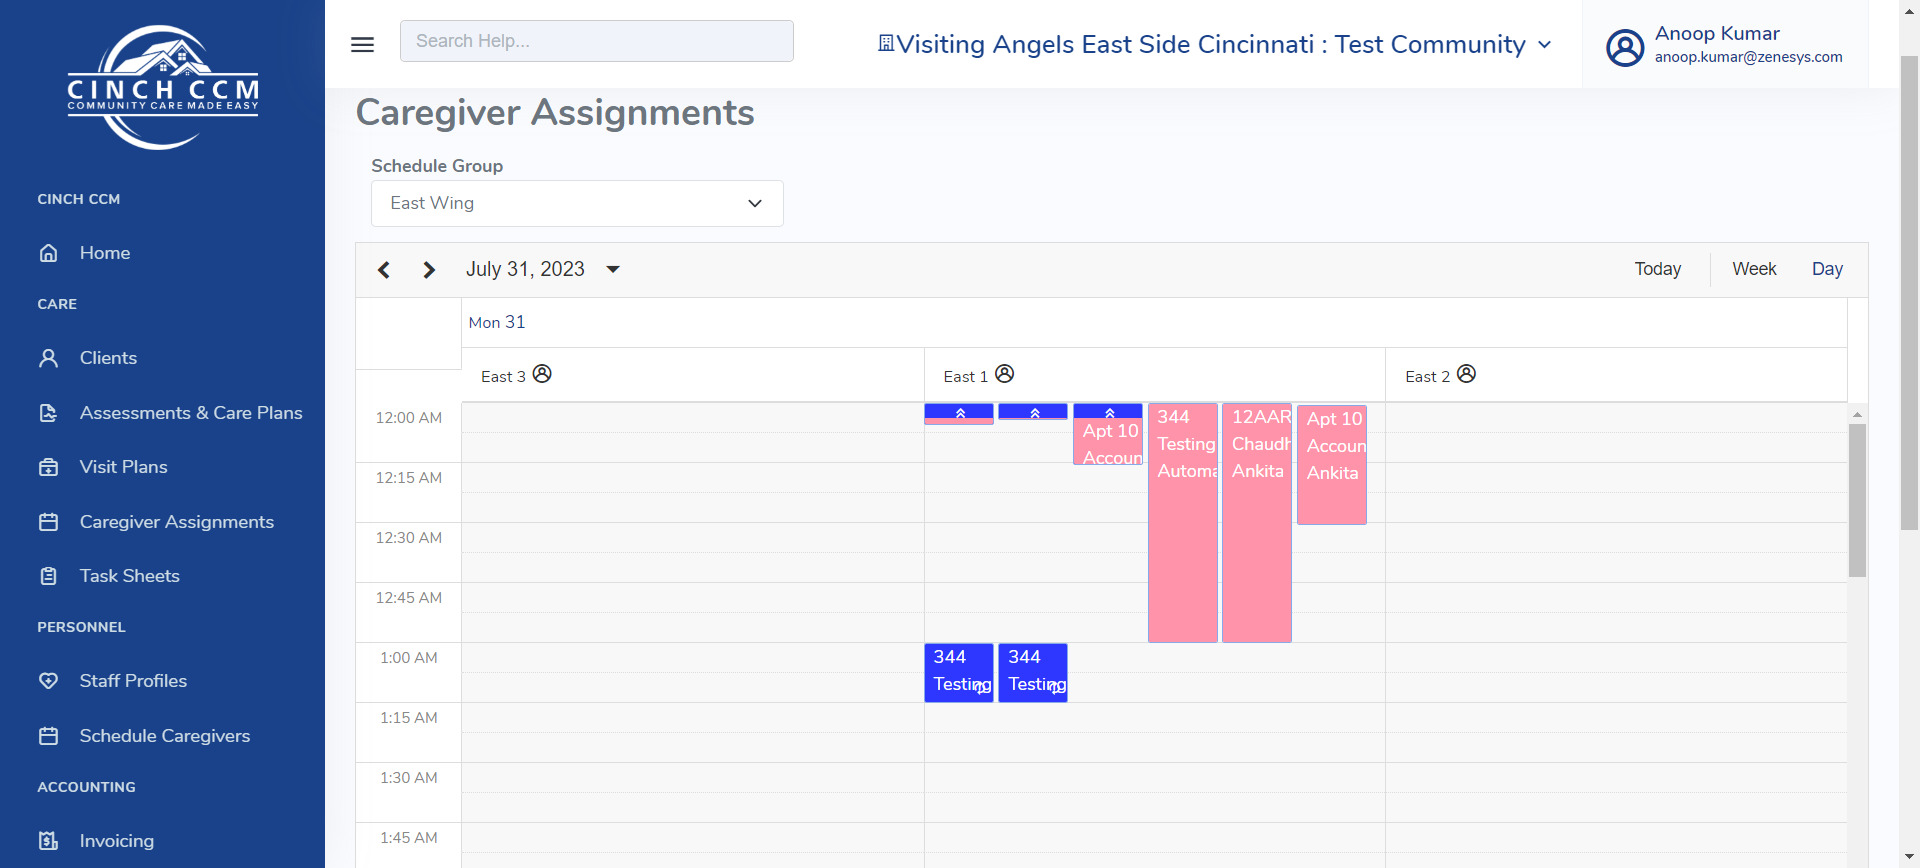 CINCH CCM
COMMUNITY CARE MADE EASY
CINCH CCM
Home
CARE
Clients
Assessments & Care Plans
Visit Plans
Caregiver Assignments
Task Sheets
PERSONNEL
Staff Profiles
Schedule Caregivers
ACCOUNTING
Invoicing
Search Help...
Visiting Angels East Side Cincinnati : Test Community
Anoop Kumar
anoop.kumar@zenesys.com
Caregiver Assignments
Schedule Group
East Wing
July 31, 2023
Today
Week
Day
Mon 31
East 3
East 1
East 2
12:00 AM
12:15 AM
12:30 AM
12:45 AM
1:00 AM
1:15 AM
1:30 AM
1:45 AM
Apt 10
Accoun
344
Testing
Automa
12AAR
Chaudh
Ankita
Apt 10
Accoun
Ankita
344
Testing
344
Testing